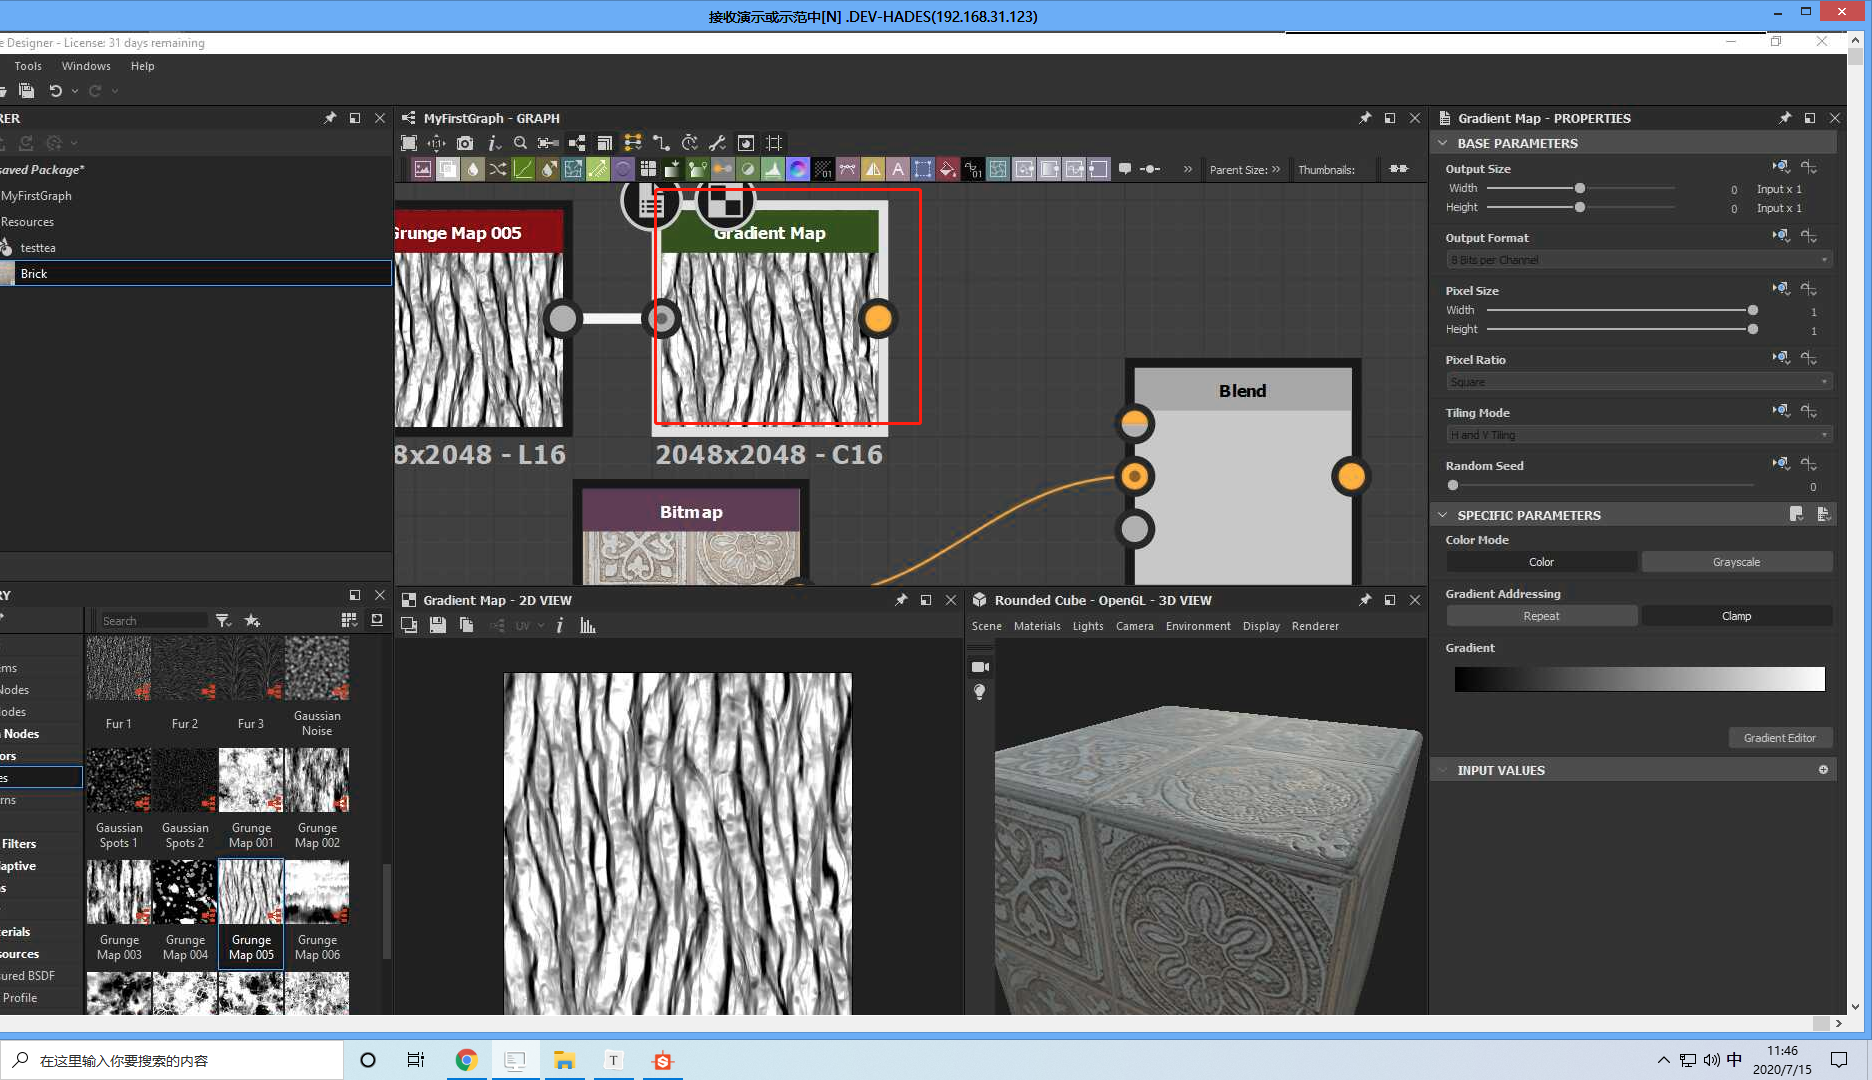 接收演示或示范中[N] .DEV-HADES(192.168.31.123)
e Designer - License: 31 days remaining
Tools Windows Help
RER
saved Package*
MyFirstGraph
Resources
testtea
Brick
MyFirstGraph - GRAPH
Parent Size: »
Thumbnails:
Grunge Map 005
Gradient Map
8x2048 - L16
2048x2048 - C16
Bitmap
Blend
Gradient Map - PROPERTIES
BASE PARAMETERS
Output Size
Width 0 Input x 1
Height 0 Input x 1
Output Format
8 Bits per Channel
Pixel Size
Width 1
Height 1
Pixel Ratio
Square
Tiling Mode
H and V Tiling
Random Seed
0
SPECIFIC PARAMETERS
Color Mode
Color Grayscale
Gradient Addressing
Repeat Clamp
Gradient
Gradient Editor
INPUT VALUES
RY
Search
ems
Nodes
odes
n Nodes
ors
es
rns
Filters
aptive
ps
terials
sources
ured BSDF
Profile
Fur 1
Fur 2
Fur 3
Gaussian
Noise
Gaussian
Spots 1
Gaussian
Spots 2
Grunge
Map 001
Grunge
Map 002
Grunge
Map 003
Grunge
Map 004
Grunge
Map 005
Grunge
Map 006
Gradient Map - 2D VIEW
UV
Rounded Cube - OpenGL - 3D VIEW
Scene Materials Lights Camera Environment Display Renderer
在这里输入你要搜索的内容
中
11:46
2020/7/15